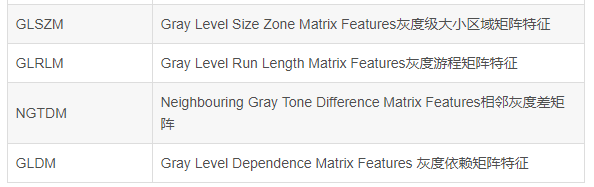 GLSZM Gray Level Size Zone Matrix Features灰度级大小区域矩阵特征
GLRLM Gray Level Run Length Matrix Features灰度游程矩阵特征
NGTDM Neighbouring Gray Tone Difference Matrix Features相邻灰度差矩
阵
GLDM Gray Level Dependence Matrix Features 灰度依赖矩阵特征